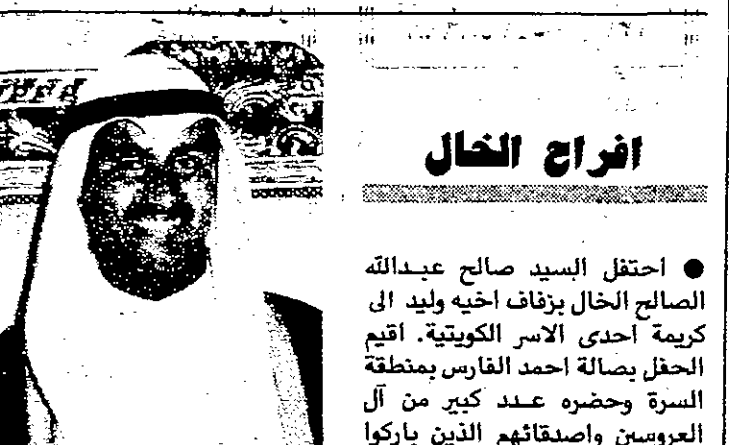 افراح الخال
● احتفل السيد صالح عبدالله
الصالح الخال بزفاف اخيه وليد الى
كريمة احدى الاسر الكويتية. اقيم
الحفل بصالة احمد الفارس بمنطقة
السرة وحضره عدد كبير من آل
العروسين واصدقائهم الذين باركوا